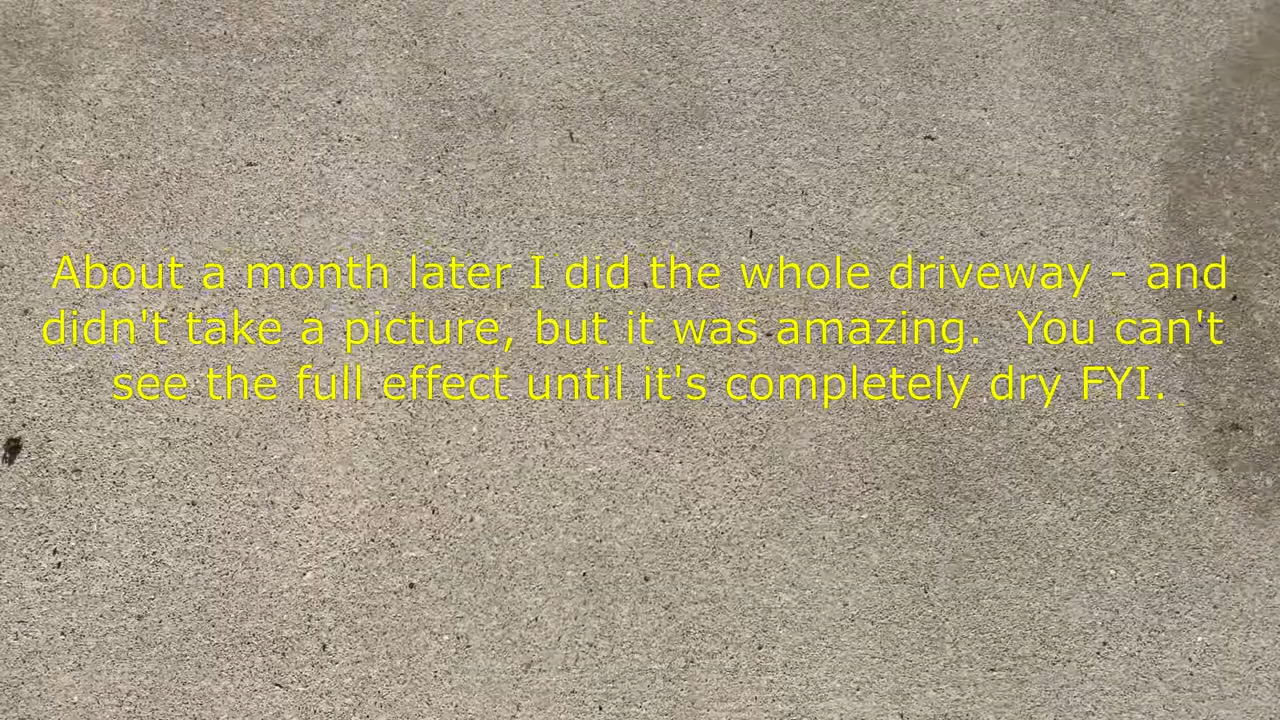 About a month later I did the whole driveway - and
didn't take a picture, but it was amazing.  You can't
see the full effect until it's completely dry FYI.